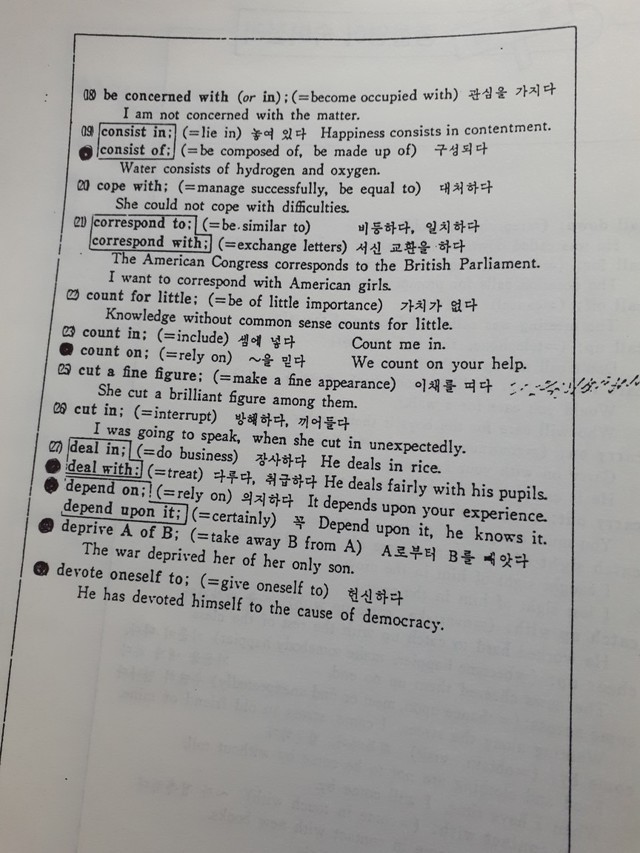 (18) be concerned with (or in); (=become occupied with) 관심을 가지다
I am not concerned with the matter.
(19) consist in; (=lie in) 놓여 있다 Happiness consists in contentment.
consist of; (=be composed of, be made up of) 구성되다
Water consists of hydrogen and oxygen.
cope with; (=manage successfully, be equal to) 대처하다
She could not cope with difficulties.
(21) correspond to; (=be similar to) 비등하다, 일치하다
correspond with; (=exchange letters) 서신 교환을 하다
The American Congress corresponds to the British Parliament.
I want to correspond with American girls.
count for little; (=be of little importance) 가치가 없다
Knowledge without common sense counts for little.
(23) count in; (=include) 셈에 넣다 Count me in.
count on; (=rely on) ~을 믿다 We count on your help.
(25) cut a fine figure; (=make a fine appearance) 이채를 띠다
She cut a brilliant figure among them.
(26) cut in; (=interrupt) 방해하다, 끼어들다
I was going to speak, when she cut in unexpectedly.
(27) deal in; (=do business) 장사하다 He deals in rice.
deal with; (=treat) 다루다, 취급하다 He deals fairly with his pupils.
depend on; (=rely on) 의지하다 It depends upon your experience.
depend upon it; (=certainly) 꼭 Depend upon it, he knows it.
deprive A of B; (=take away B from A) A로부터 B를 빼앗다
The war deprived her of her only son.
devote oneself to; (=give oneself to) 헌신하다
He has devoted himself to the cause of democracy.